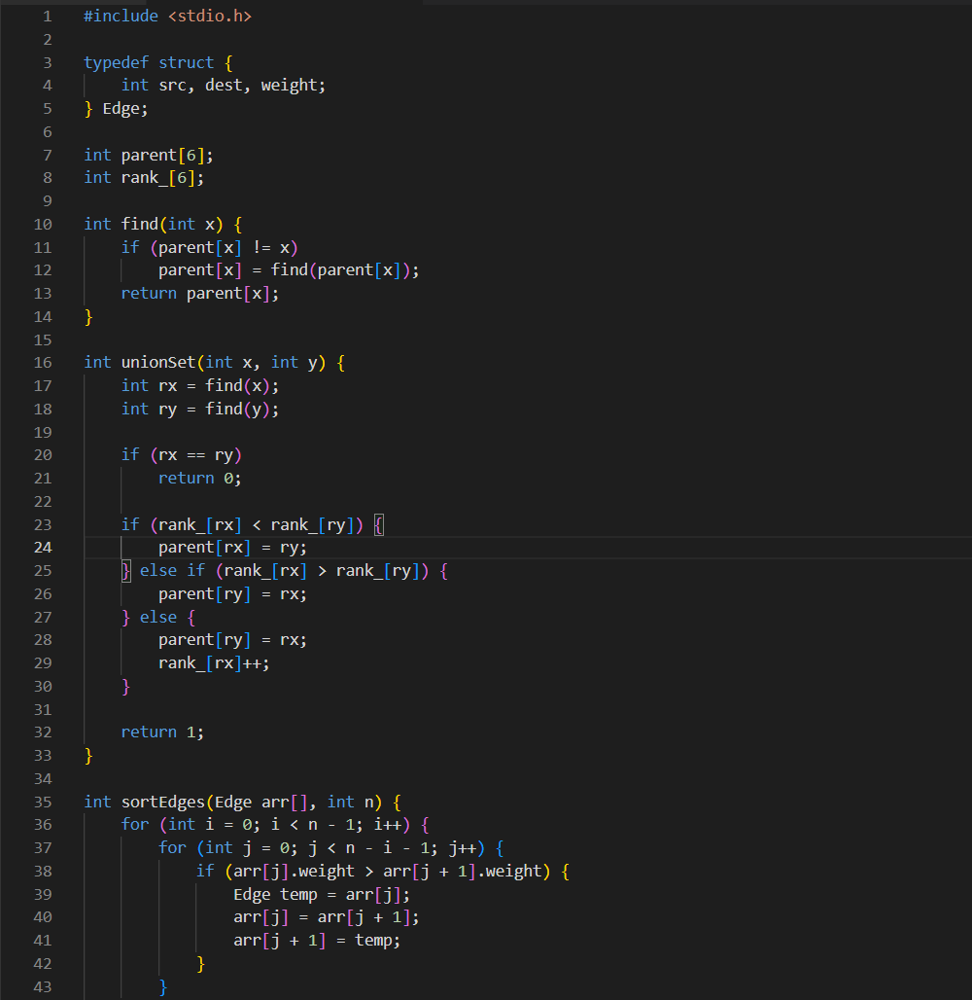 1 #include <stdio.h>
2
3 typedef struct {
4     int src, dest, weight;
5 } Edge;
6
7 int parent[6];
8 int rank_[6];
9
10 int find(int x) {
11     if (parent[x] != x)
12         parent[x] = find(parent[x]);
13     return parent[x];
14 }
15
16 int unionSet(int x, int y) {
17     int rx = find(x);
18     int ry = find(y);
19
20     if (rx == ry)
21         return 0;
22
23     if (rank_[rx] < rank_[ry]) {
24         parent[rx] = ry;
25     } else if (rank_[rx] > rank_[ry]) {
26         parent[ry] = rx;
27     } else {
28         parent[ry] = rx;
29         rank_[rx]++;
30     }
31
32     return 1;
33 }
34
35 int sortEdges(Edge arr[], int n) {
36     for (int i = 0; i < n - 1; i++) {
37         for (int j = 0; j < n - i - 1; j++) {
38             if (arr[j].weight > arr[j + 1].weight) {
39                 Edge temp = arr[j];
40                 arr[j] = arr[j + 1];
41                 arr[j + 1] = temp;
42             }
43         }